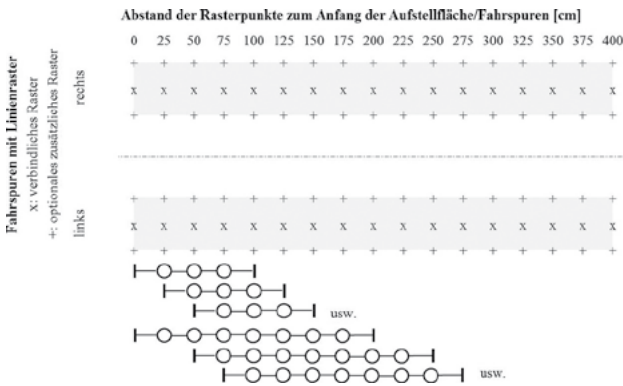 Abstand der Rasterpunkte zum Anfang der Aufstellfläche/Fahrspuren [cm]
0 25 50 75 100 125 150 175 200 225 250 275 300 325 350 375 400
Fahrspuren mit Linienraster
x: verbindliches Raster
+: optionales zusätzliches Raster
rechts
+ + + + + + + + + + + + + + + + +
x x x x x x x x x x x x x x x x x
+ + + + + + + + + + + + + + + + +
links
+ + + + + + + + + + + + + + + + +
x x x x x x x x x x x x x x x x x
+ + + + + + + + + + + + + + + + +
usw.
usw.